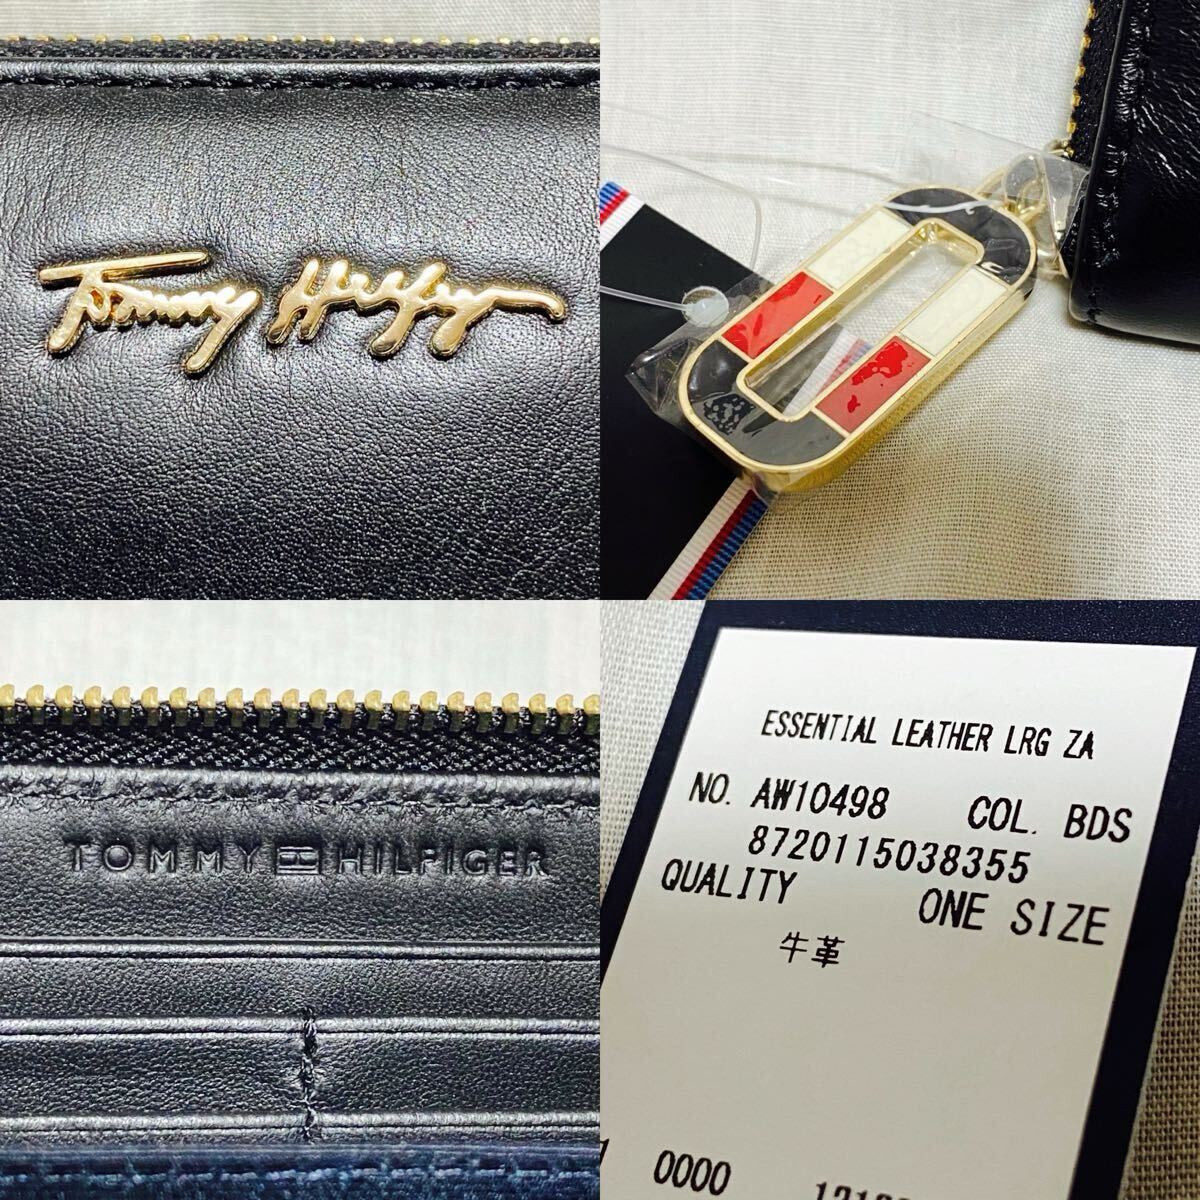 Tommy Hilfiger
TOMMY HILFIGER
ESSENTIAL LEATHER LRG ZA
NO. AW10498 COL. BDS
8720115038355
QUALITY ONE SIZE
牛革
0000